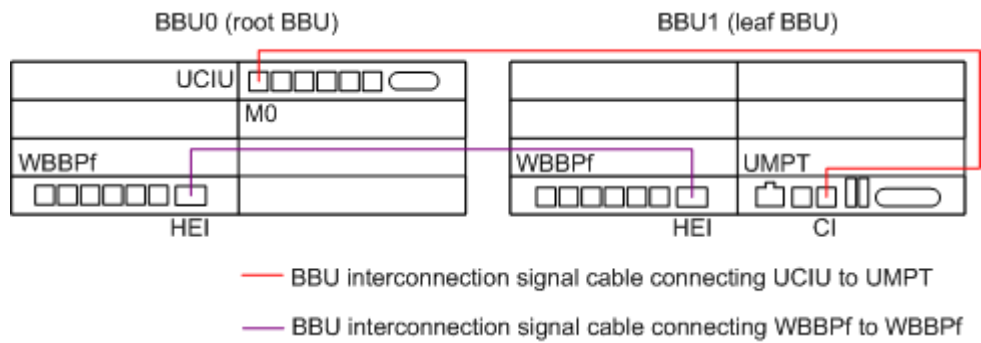 BBU0 (root BBU)
BBU1 (leaf BBU)
UCIU
M0
WBBPf
WBBPf
UMPT
HEI
HEI
CI
BBU interconnection signal cable connecting UCIU to UMPT
BBU interconnection signal cable connecting WBBPf to WBBPf